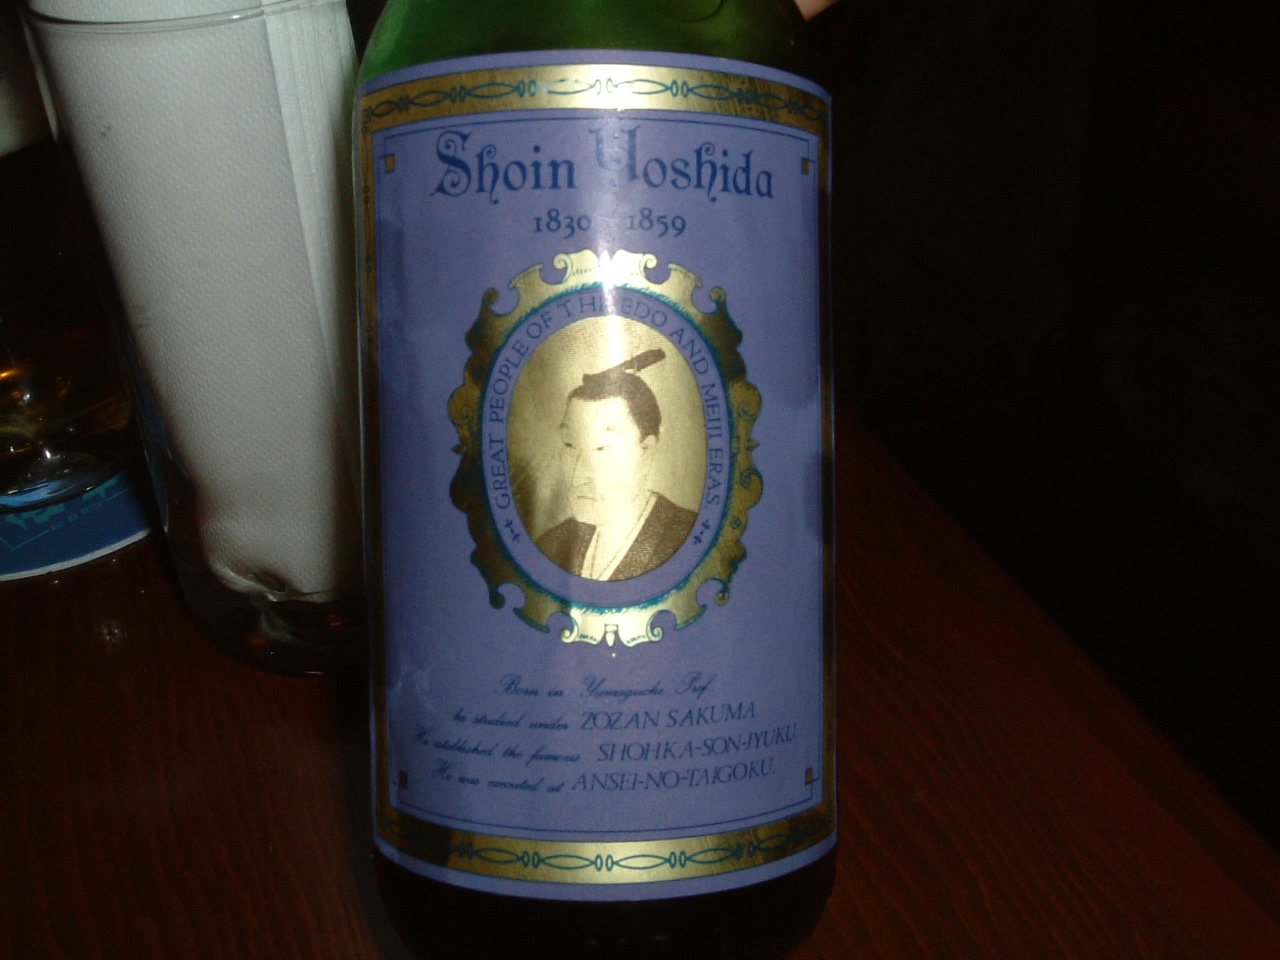 Shoin Yoshida
1830 1859
GREAT PEOPLE OF THE EDO AND MEIJI ERAS.
Born in Yamaguchi Pref.
he studied under ZOZAN SAKUMA
He established the famous SHOHKA-SON-JYUKU.
He was executed at ANSEI-NO-TAIGOKU.